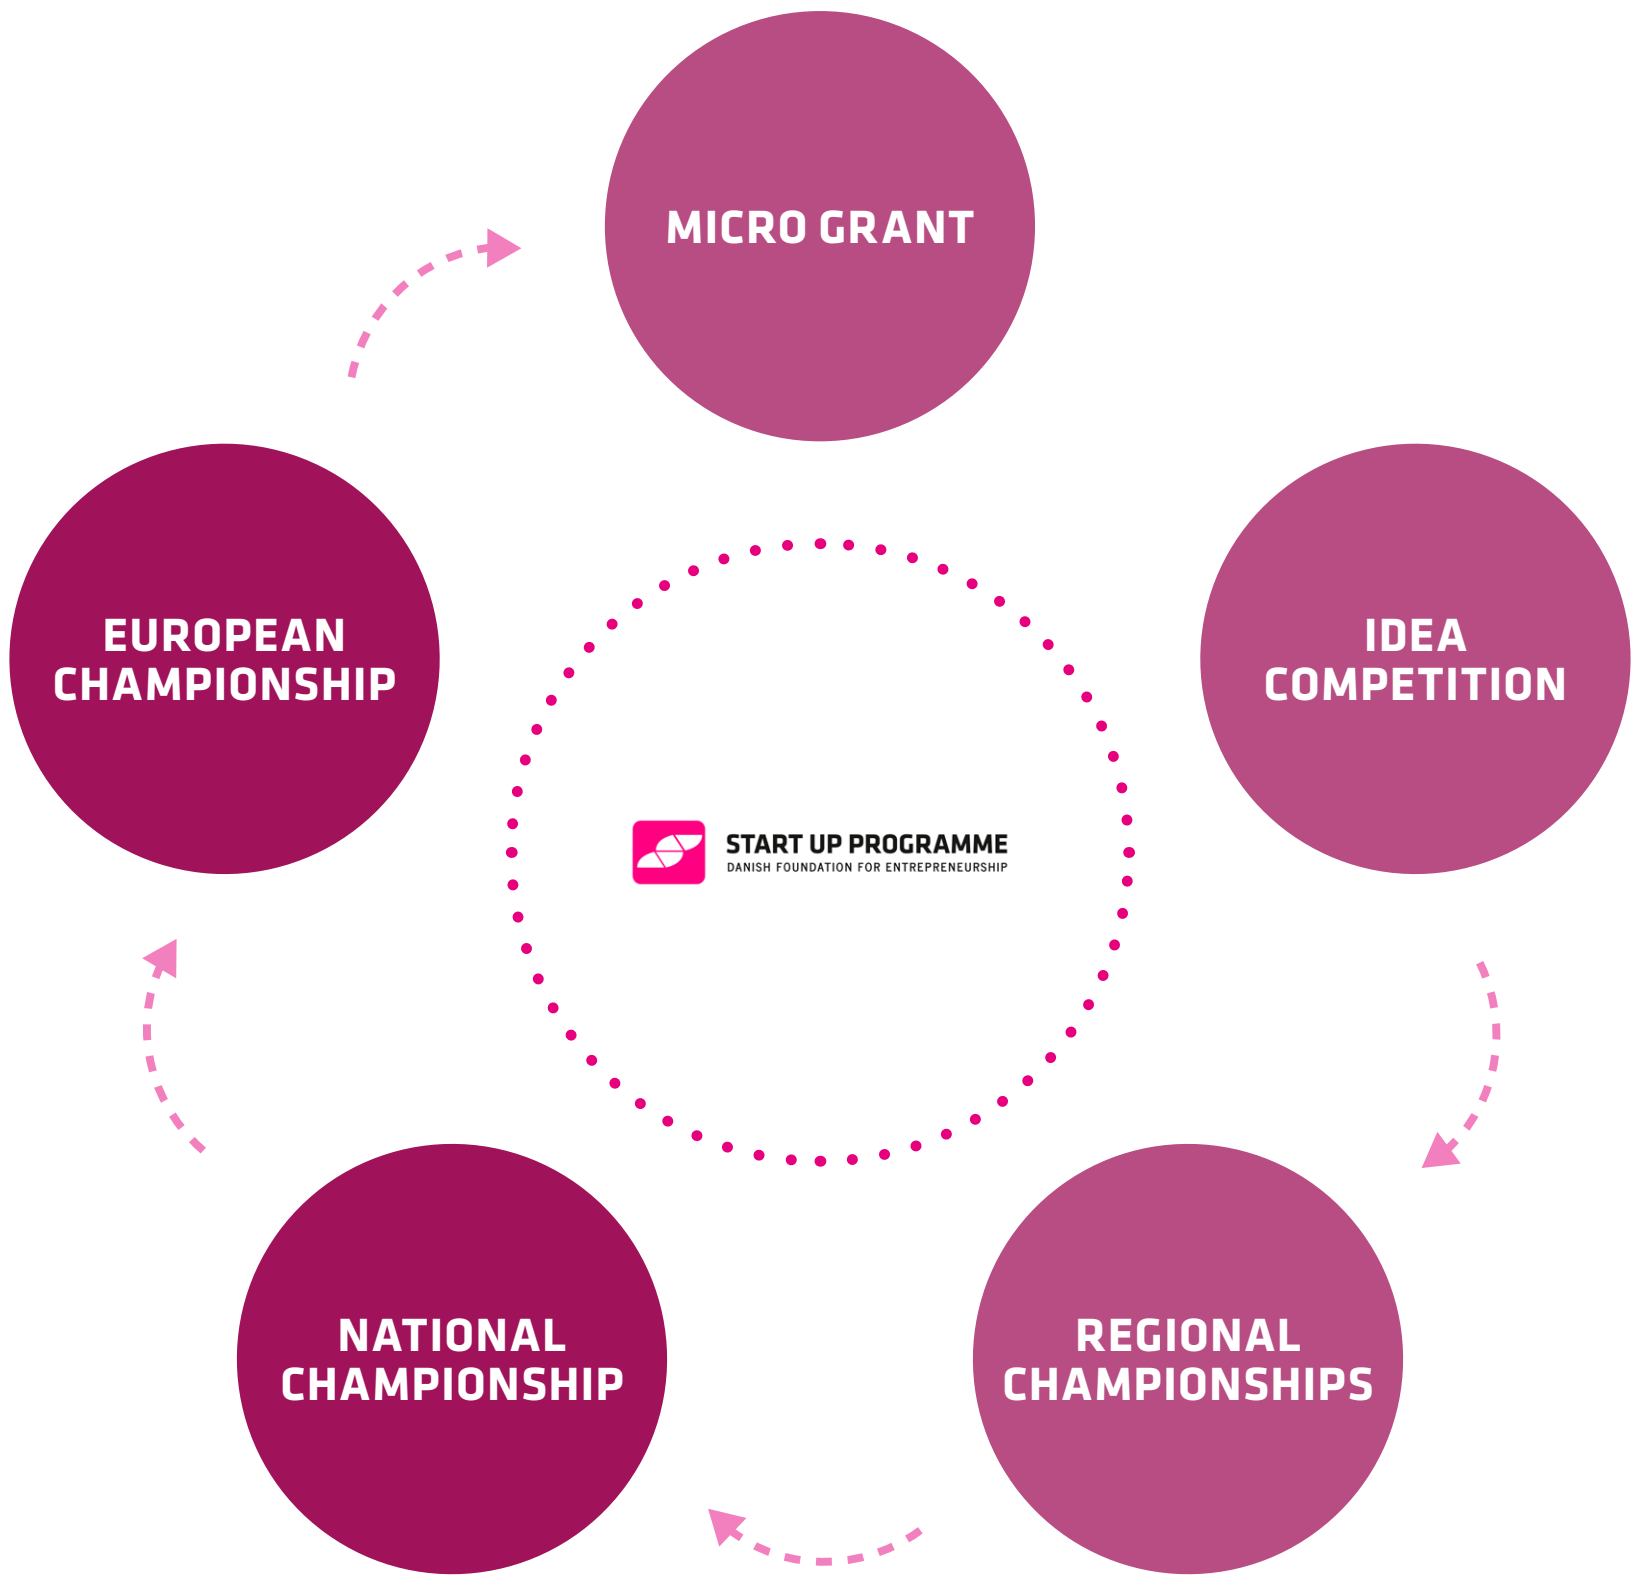 MICRO GRANT
EUROPEAN
CHAMPIONSHIP
IDEA
COMPETITION
START UP PROGRAMME
DANISH FOUNDATION FOR ENTREPRENEURSHIP
NATIONAL
CHAMPIONSHIP
REGIONAL
CHAMPIONSHIPS